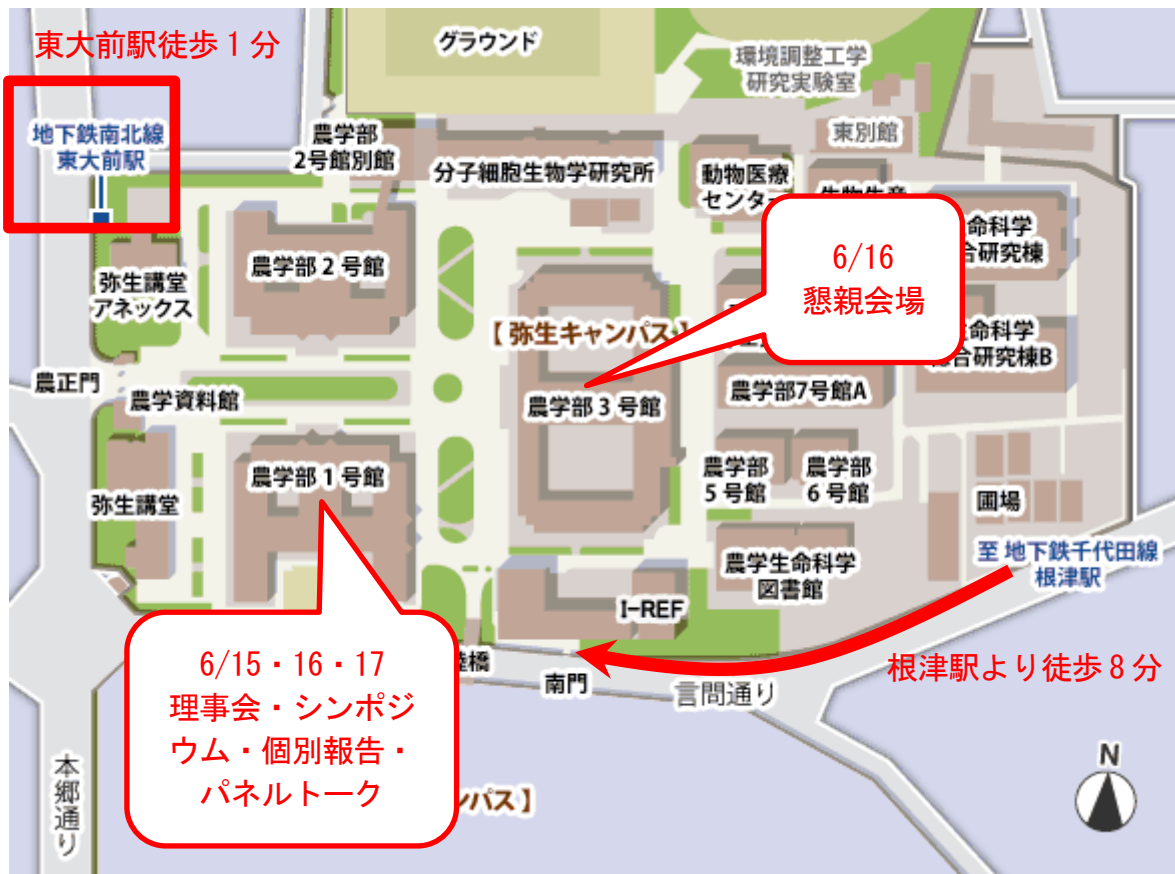 東大前駅徒歩1分
グラウンド
環境調整工学
研究実験室
地下鉄南北線
東大前駅
農学部
2号館別館
東別館
分子細胞生物学研究所
動物医療
センター
生物生産
農学部2号館
弥生講堂
アネックス
6/16
懇親会場
命科学
合研究棟
【 弥生キャンパス 】
生命科学
総合研究棟B
農正門
農学資料館
農学部3号館
農学部7号館A
農学部1号館
弥生講堂
農学部
5号館
農学部
6号館
圃場
農学生命科学
図書館
至 地下鉄千代田線
根津駅
I-REF
6/15・16・17
理事会・シンポジ
ウム・個別報告・
パネルトーク
陸橋
南門
言問通り
根津駅より徒歩8分
本郷通り
ンパス】
N